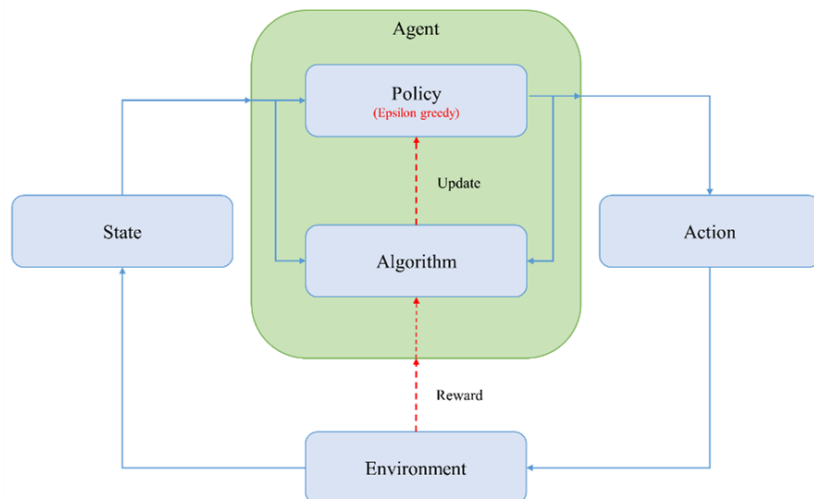 Agent
Policy
(Epsilon greedy)
Update
State
Action
Algorithm
Reward
Environment